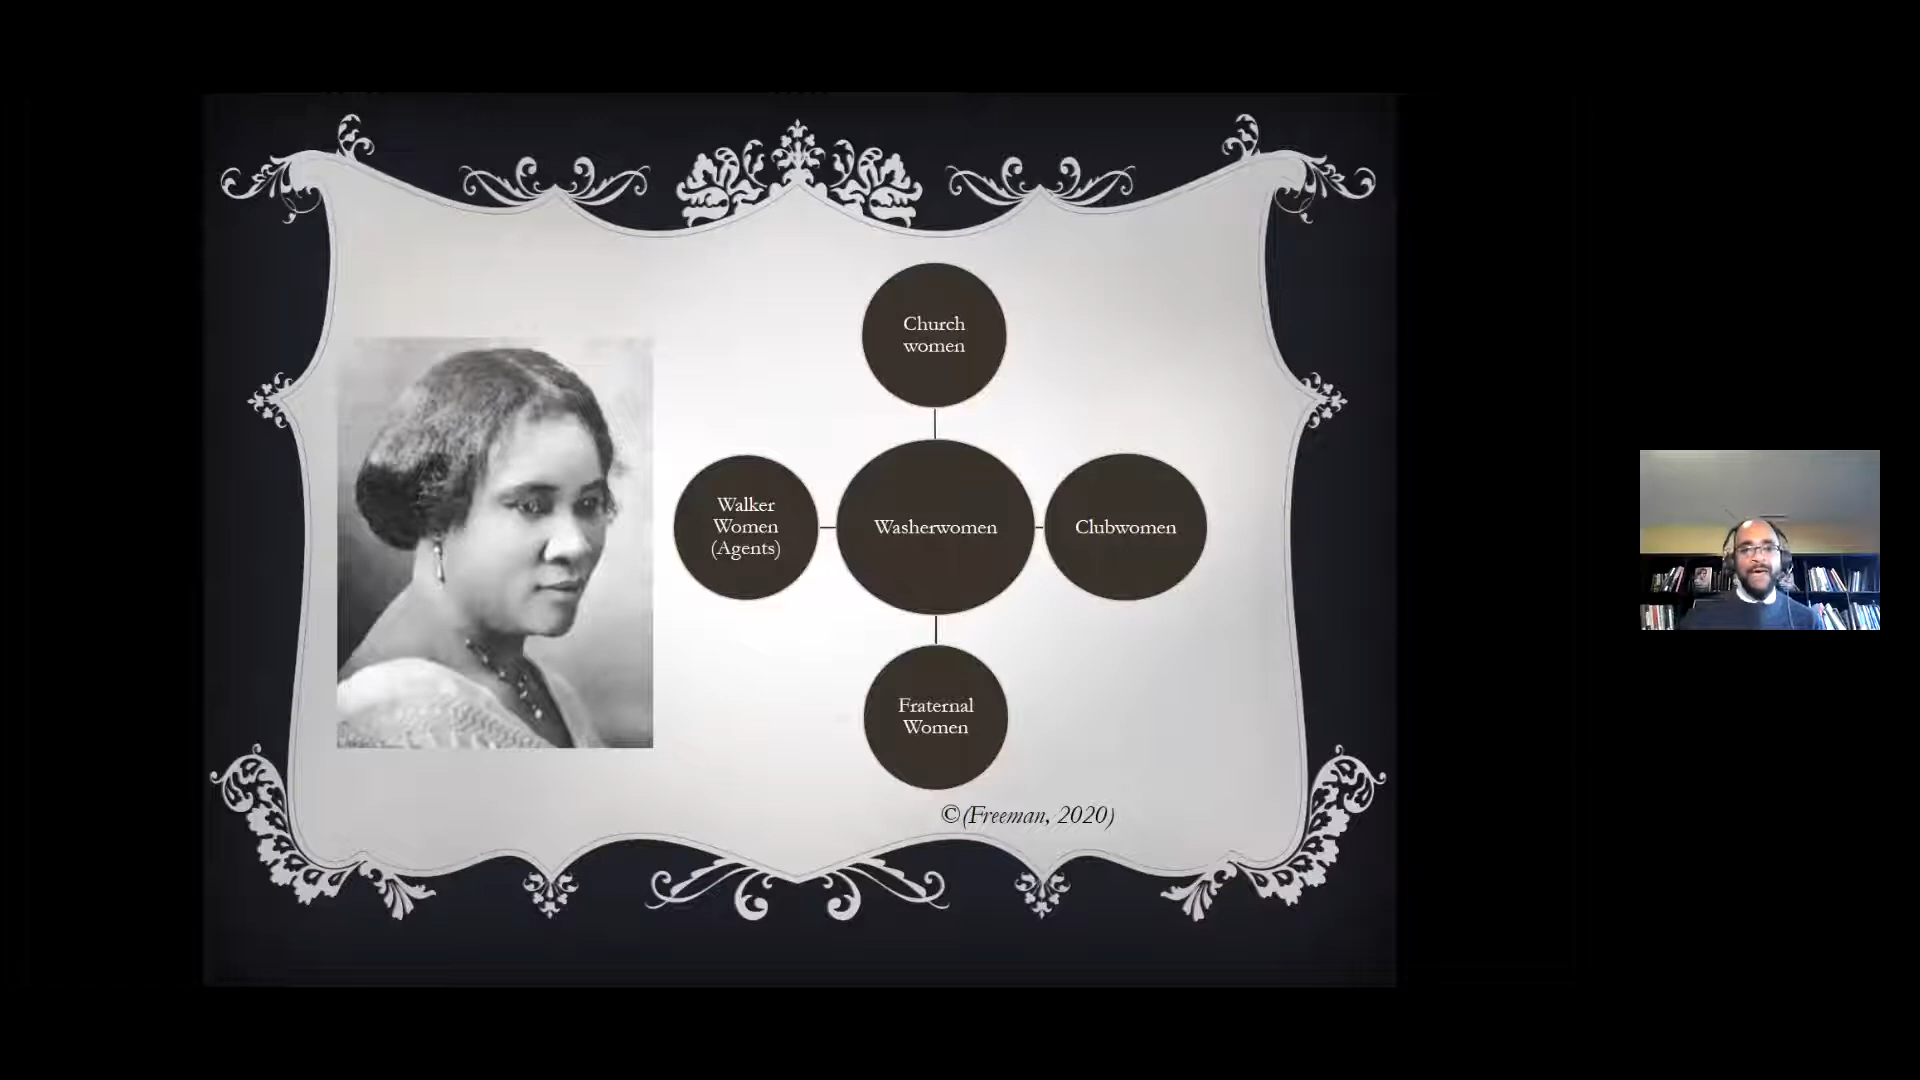 Church
women
Walker
Women
(Agents)
Washerwomen
Clubwomen
Fraternal
Women
©(Freeman, 2020)